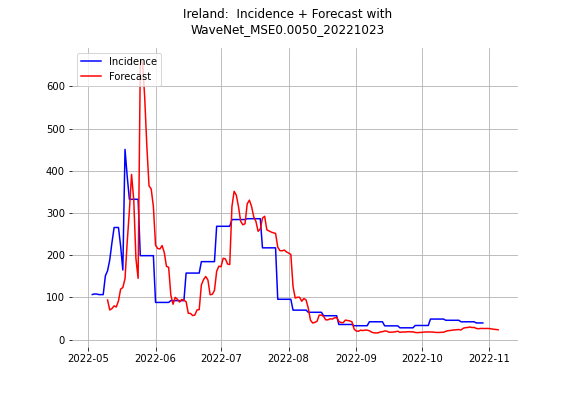 Ireland:  Incidence + Forecast with
WaveNet_MSE0.0050_20221023
Incidence
Forecast
600
500
400
300
200
100
0
2022-05 2022-06 2022-07 2022-08 2022-09 2022-10 2022-11